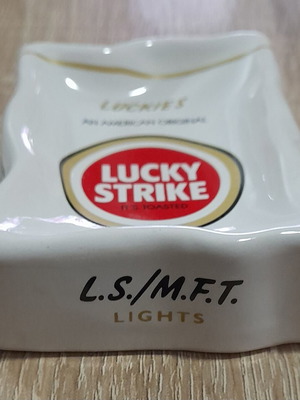 LUCKIES
AN AMERICAN ORIGINAL
LUCKY
STRIKE
IT'S TOASTED
L.S./M.F.T.
LIGHTS